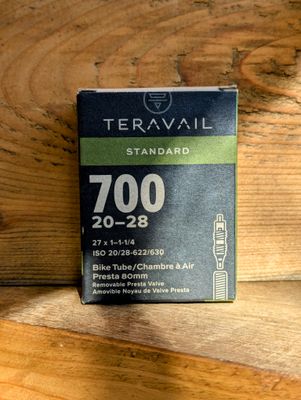 TERAVAIL
STANDARD
700
20–28
27 x 1–1-1/4
ISO 20/28-622/630
Bike Tube/Chambre à Air
Presta 80mm
Removable Presta Valve
Amovible Noyau de Valve Presta